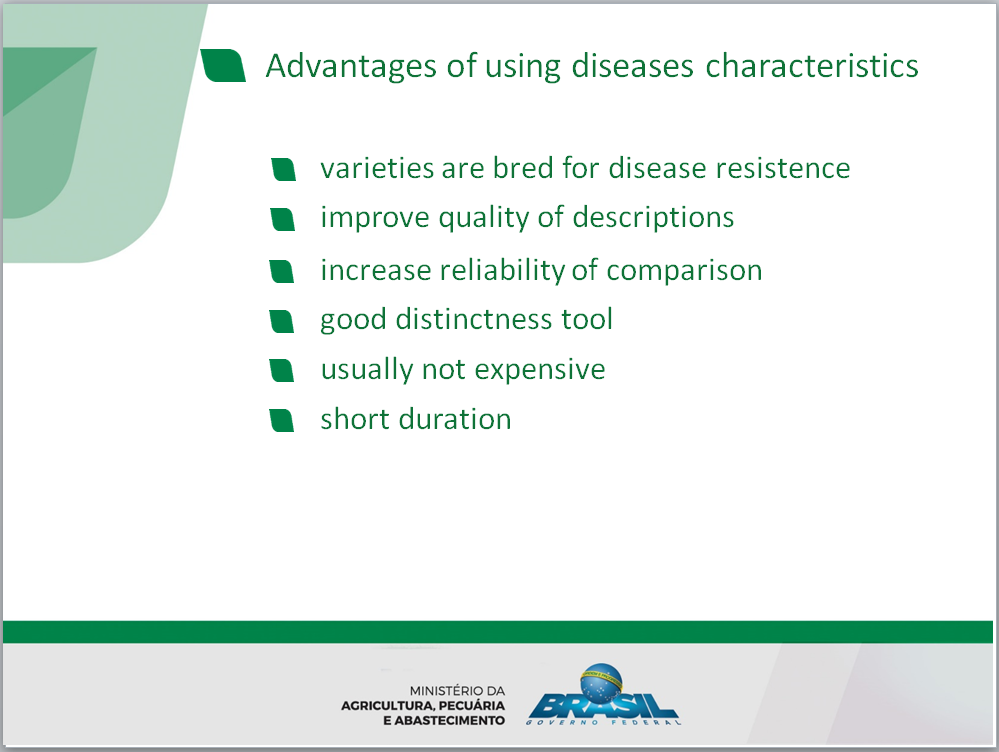 Advantages of using diseases characteristics
varieties are bred for disease resistence
improve quality of descriptions
increase reliability of comparison
good distinctness tool
usually not expensive
short duration
MINISTÉRIO DA
AGRICULTURA, PECUÁRIA
E ABASTECIMENTO
BRASIL
GOVERNO FEDERAL